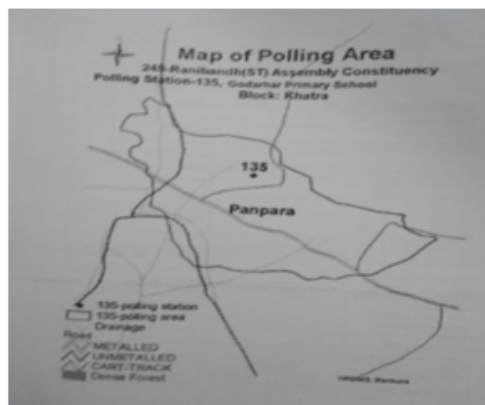 Map of Polling Area
249-Ranibandh(ST) Assembly Constituency
Polling Station-135, Godamar Primary School
Block: Khatra
135
Panpara
135-polling station
135-polling area
Drainage
Road
METALLED
UNMETALLED
CART-TRACK
Dense Forest